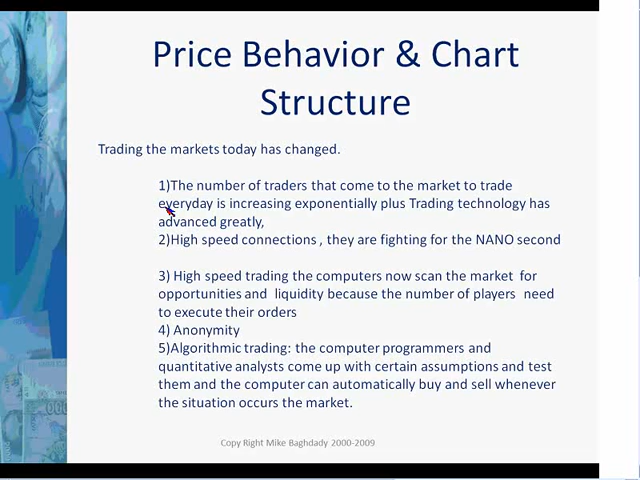 Price Behavior & Chart
Structure
Trading the markets today has changed.
1)The number of traders that come to the market to trade
everyday is increasing exponentially plus Trading technology has
advanced greatly,
2)High speed connections , they are fighting for the NANO second
3) High speed trading the computers now scan the market for
opportunities and liquidity because the number of players need
to execute their orders
4) Anonymity
5)Algorithmic trading: the computer programmers and
quantitative analysts come up with certain assumptions and test
them and the computer can automatically buy and sell whenever
the situation occurs the market.
Copy Right Mike Baghdady 2000-2009